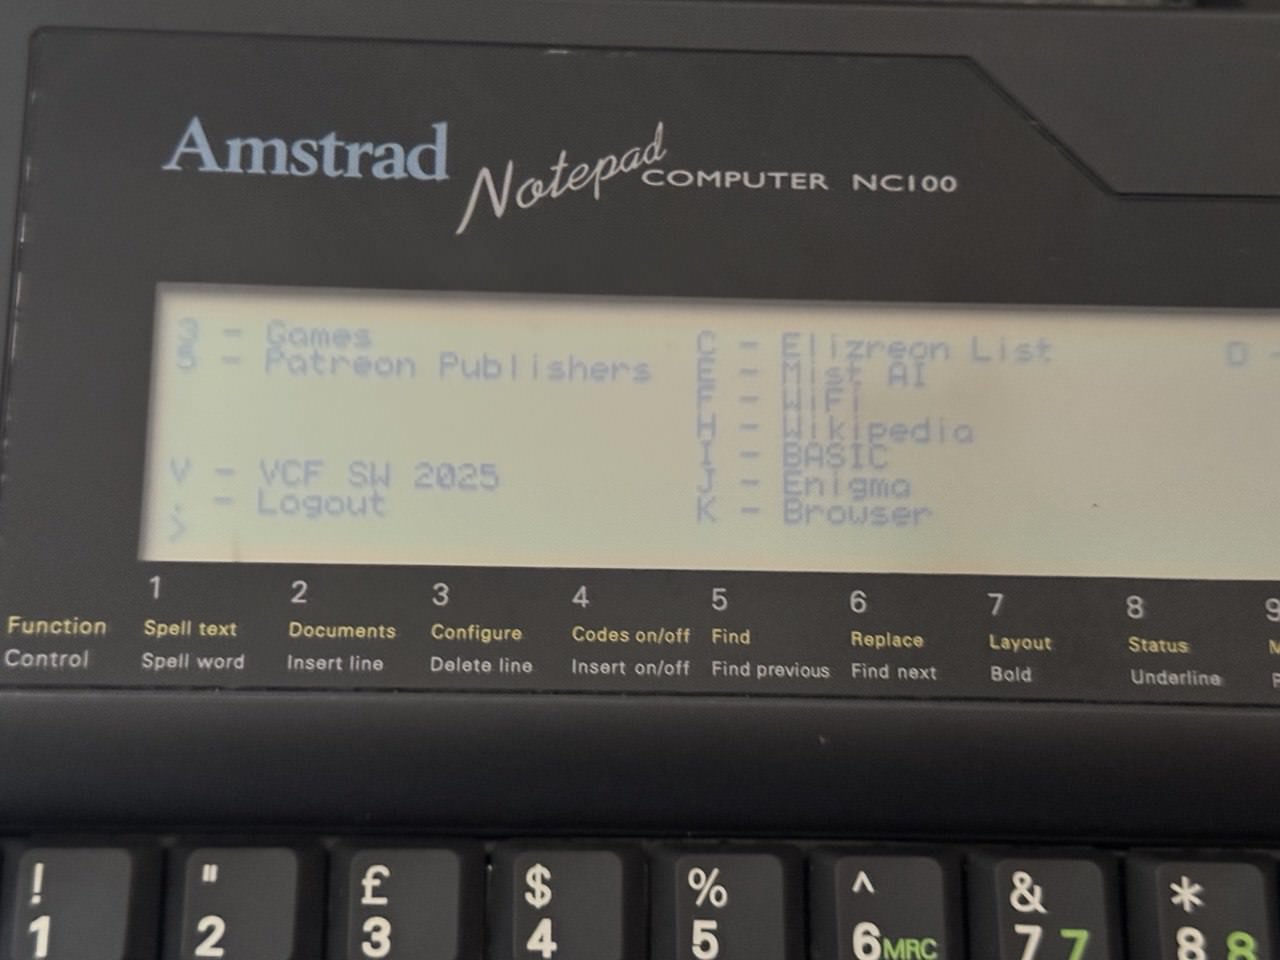 Amstrad Notepad COMPUTER NC100
3 - Games C - Elizreon List D -
S - Patreon Publishers E - Mist AI
F - WiFi
H - Wikipedia
V - VCF SW 2025 I - BASIC
. - Logout J - Enigma
> K - Browser
1 2 3 4 5 6 7 8 9
Function Spell text Documents Configure Codes on/off Find Replace Layout Status
Control Spell word Insert line Delete line Insert on/off Find previous Find next Bold Underline
! " £ $ % ^ & *
1 2 3 4 5 6 MRC 7 7 8 8